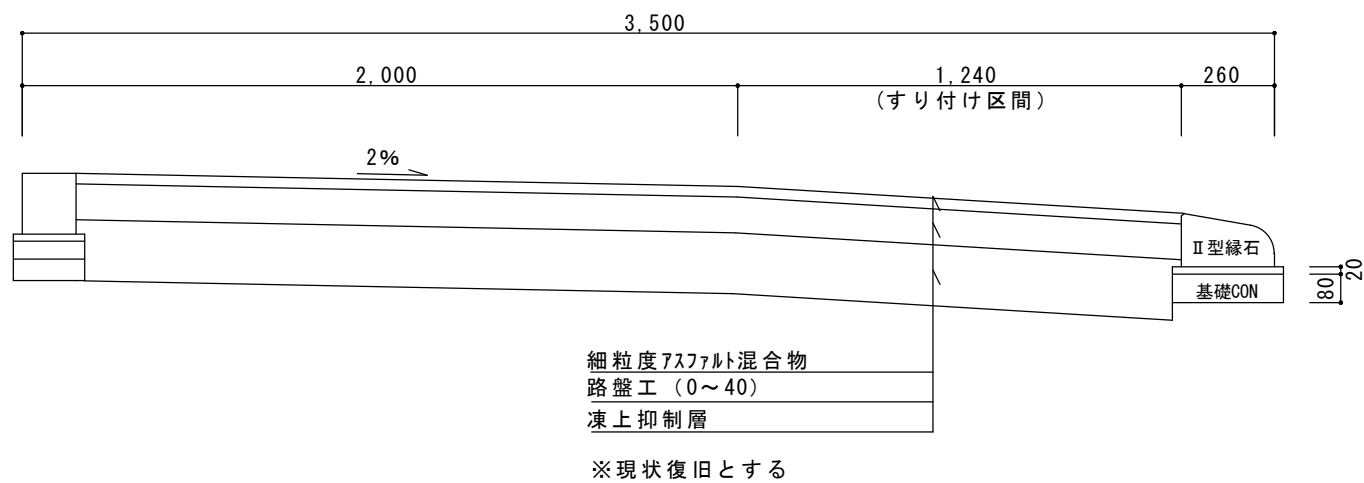 3,500
2,000
1,240
260
(すり付け区間)
2%
Ⅱ型縁石
基礎CON
80
20
細粒度ｱｽﾌｧﾙﾄ混合物
路盤工 (0～40)
凍上抑制層
※現状復旧とする